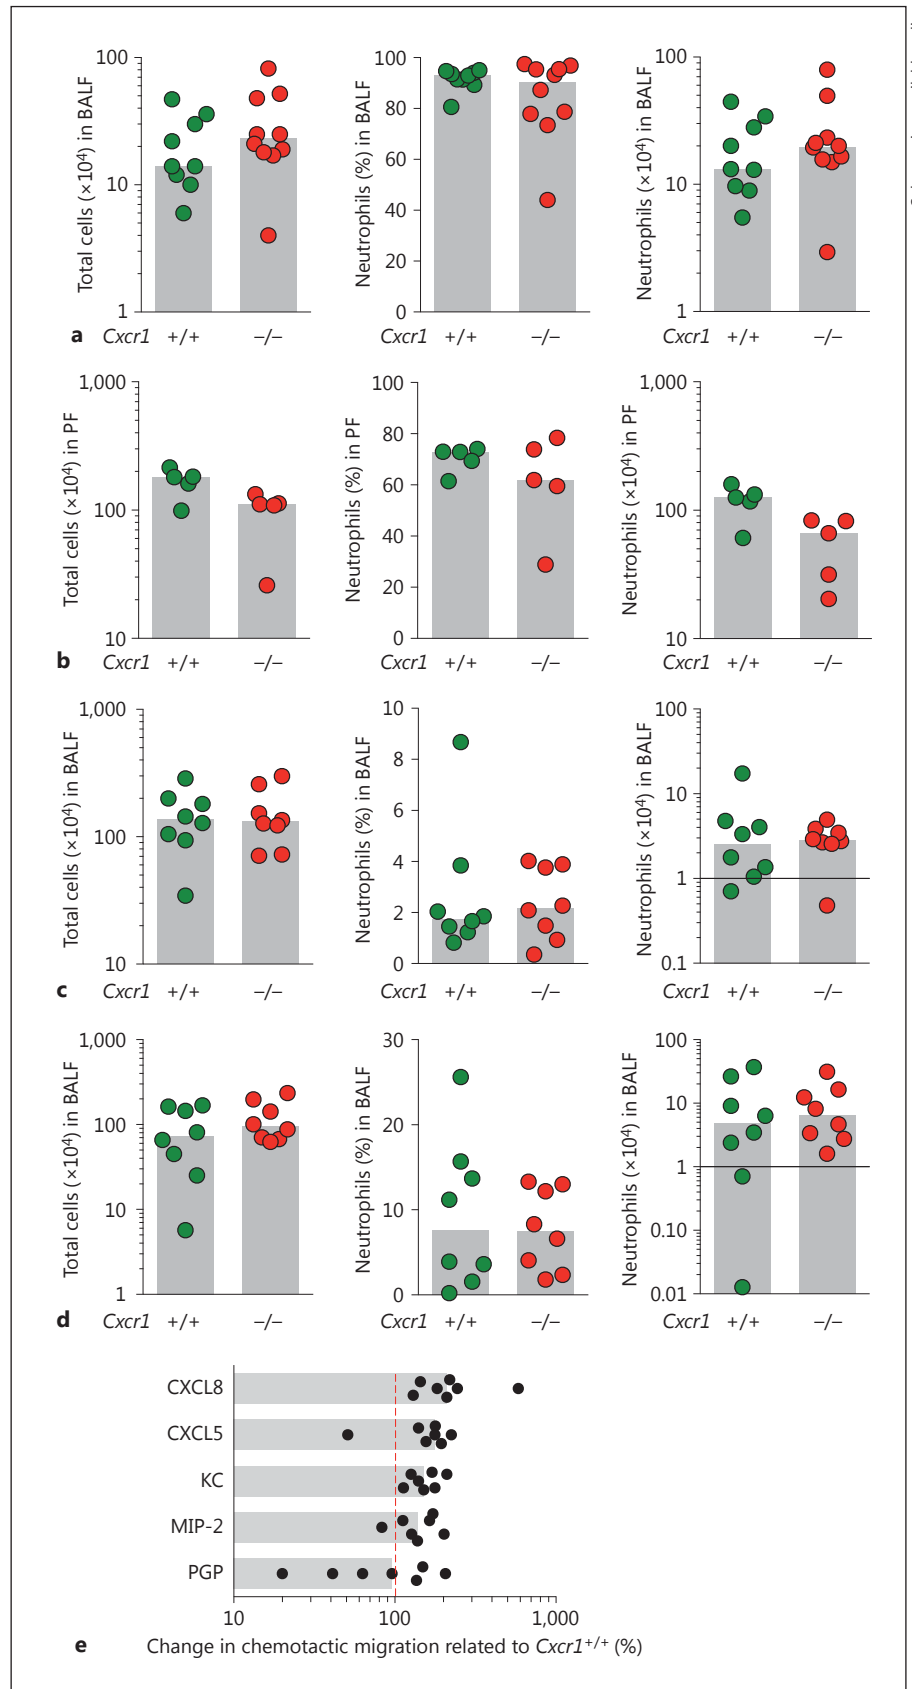 100
10
1
Total cells (×10⁴) in BALF
a Cxcr1 +/+ −/−
100
80
60
40
20
0
Neutrophils (%) in BALF
Cxcr1 +/+ −/−
100
10
1
Neutrophils (×10⁴) in BALF
Cxcr1 +/+ −/−
1,000
100
10
Total cells (×10⁴) in PF
b Cxcr1 +/+ −/−
100
80
60
40
20
0
Neutrophils (%) in PF
Cxcr1 +/+ −/−
1,000
100
10
Neutrophils (×10⁴) in PF
Cxcr1 +/+ −/−
1,000
100
10
Total cells (×10⁴) in BALF
c Cxcr1 +/+ −/−
10
8
6
4
2
0
Neutrophils (%) in BALF
Cxcr1 +/+ −/−
100
10
1
0.1
Neutrophils (×10⁴) in BALF
Cxcr1 +/+ −/−
1,000
100
10
1
Total cells (×10⁴) in BALF
d Cxcr1 +/+ −/−
30
20
10
0
Neutrophils (%) in BALF
Cxcr1 +/+ −/−
100
10
1
0.10
0.01
Neutrophils (×10⁴) in BALF
Cxcr1 +/+ −/−
CXCL8
CXCL5
KC
MIP-2
PGP
10 100 1,000
e Change in chemotactic migration related to Cxcr1⁺/⁺ (%)